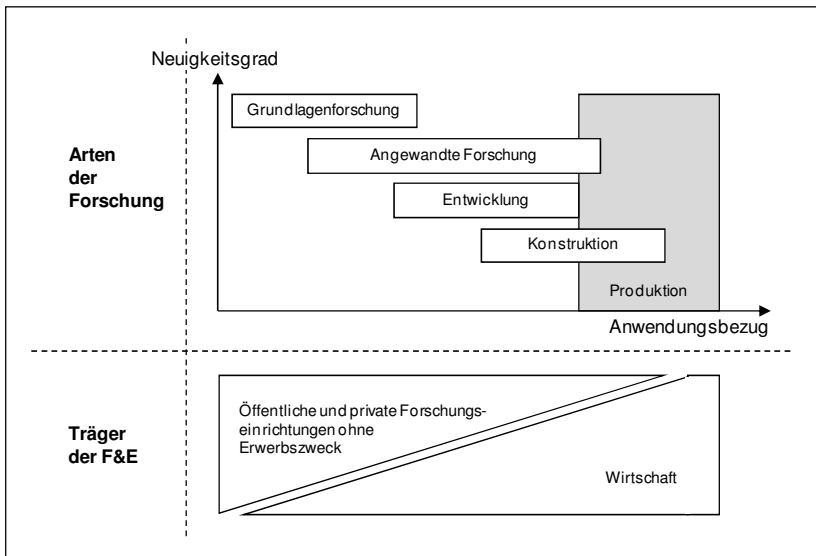 Neuigkeitsgrad
Grundlagenforschung
Arten
der
Forschung
Angewandte Forschung
Entwicklung
Konstruktion
Produktion
Anwendungsbezug
Öffentliche und private Forschungs-
einrichtungen ohne
Erwerbszweck
Träger
der F&E
Wirtschaft